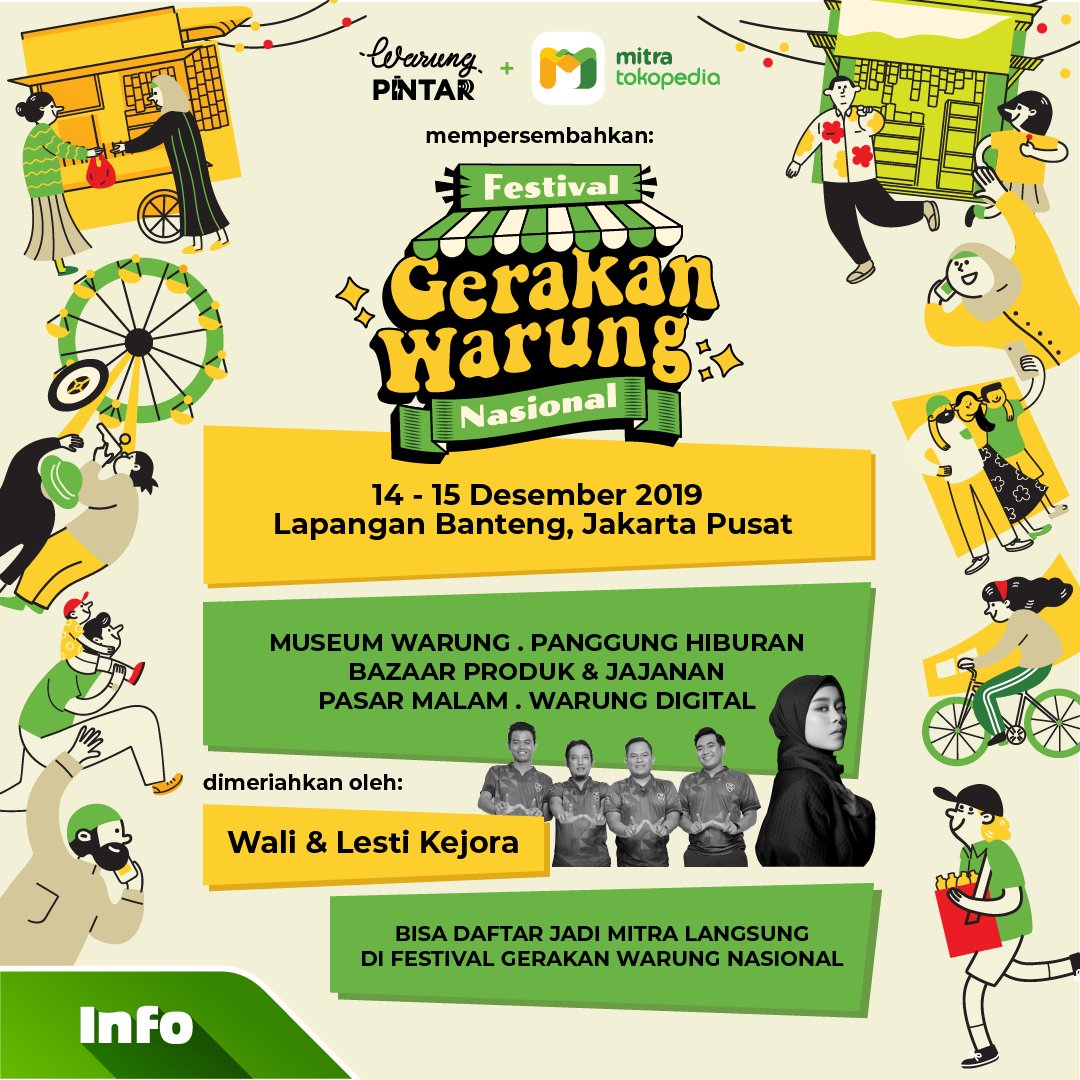 Warung PINTAR + mitra tokopedia
mempersembahkan:
Festival
Gerakan
Warung
Nasional
14 - 15 Desember 2019
Lapangan Banteng, Jakarta Pusat
MUSEUM WARUNG . PANGGUNG HIBURAN
BAZAAR PRODUK & JAJANAN
PASAR MALAM . WARUNG DIGITAL
dimeriahkan oleh:
Wali & Lesti Kejora
BISA DAFTAR JADI MITRA LANGSUNG
DI FESTIVAL GERAKAN WARUNG NASIONAL
Info